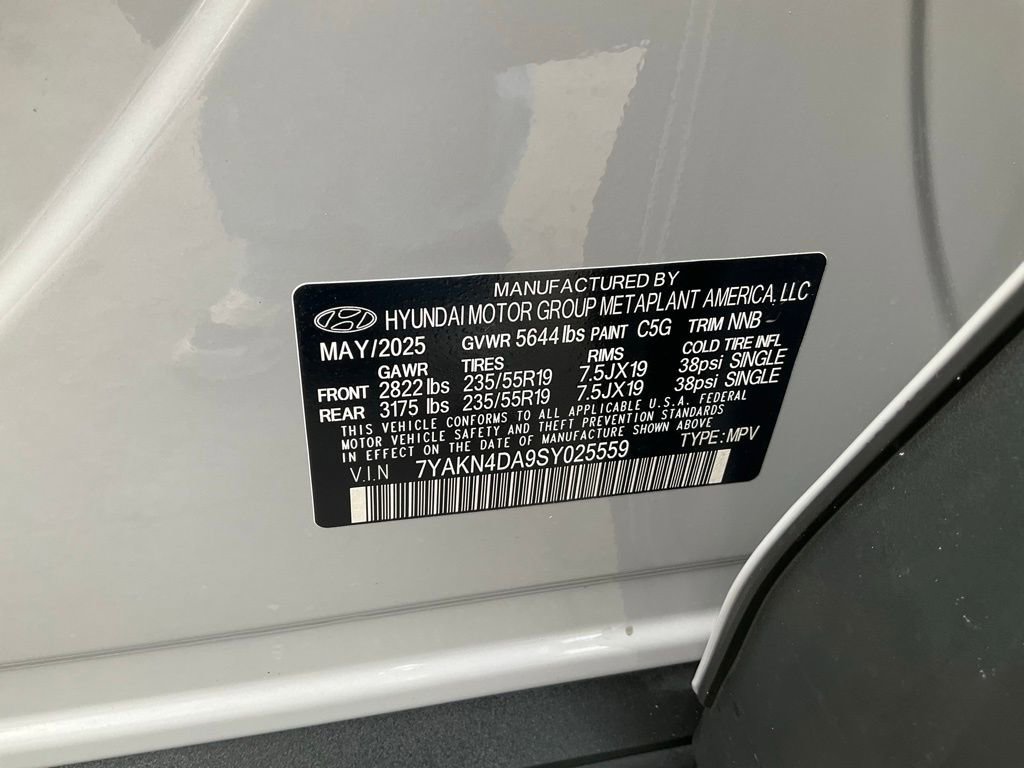 MANUFACTURED BY
HYUNDAI MOTOR GROUP METAPLANT AMERICA, LLC
MAY/2025 GVWR 5644 lbs PAINT C5G TRIM NNB -
GAWR TIRES RIMS COLD TIRE INFL
FRONT 2822 lbs 235/55R19 7.5JX19 38psi SINGLE
REAR 3175 lbs 235/55R19 7.5JX19 38psi SINGLE
THIS VEHICLE CONFORMS TO ALL APPLICABLE U.S.A. FEDERAL
MOTOR VEHICLE SAFETY AND THEFT PREVENTION STANDARDS
IN EFFECT ON THE DATE OF MANUFACTURE SHOWN ABOVE
V.I.N 7YAKN4DA9SY025559 TYPE : MPV